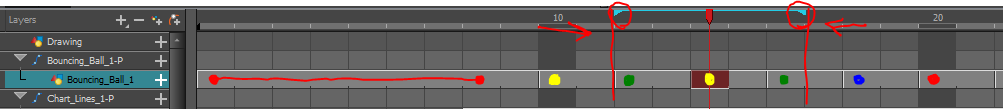 Layers
10
20
Drawing
Bouncing_Ball_1-P
Bouncing_Ball_1
Chart_Lines_1-P